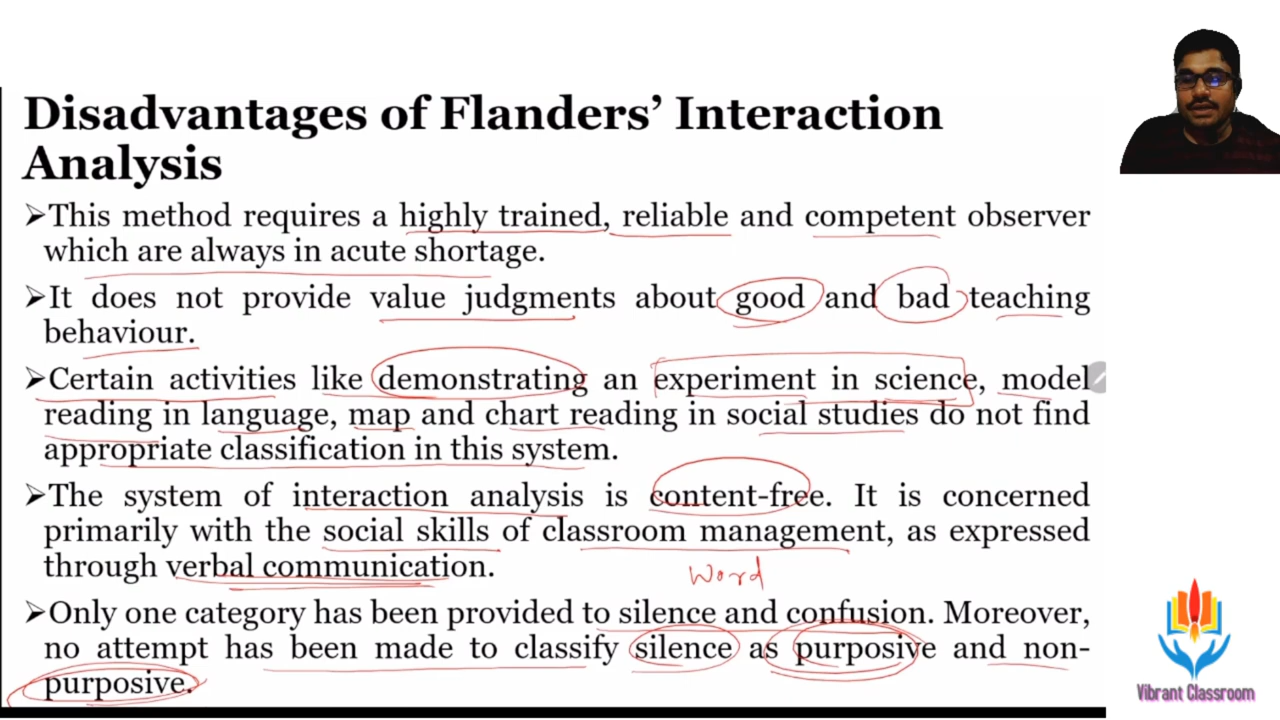 Disadvantages of Flanders’ Interaction
Analysis
➢This method requires a highly trained, reliable and competent observer
which are always in acute shortage.
➢It does not provide value judgments about good and bad teaching
behaviour.
➢Certain activities like demonstrating an experiment in science, model
reading in language, map and chart reading in social studies do not find
appropriate classification in this system.
➢The system of interaction analysis is content-free. It is concerned
primarily with the social skills of classroom management, as expressed
through verbal communication.
Word
➢Only one category has been provided to silence and confusion. Moreover,
no attempt has been made to classify silence as purposive and non-
purposive.
Vibrant Classroom